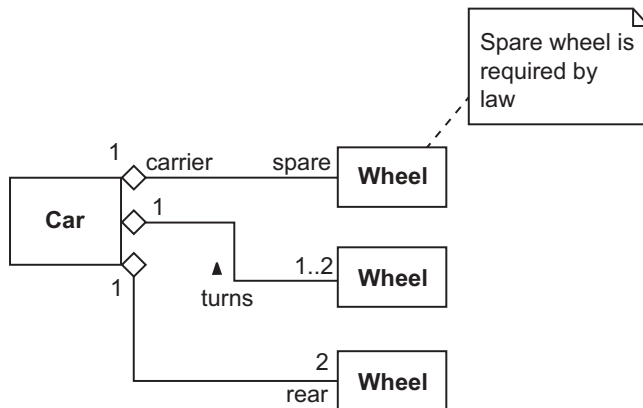 Spare wheel is
required by
law
1
carrier
spare
Wheel
Car
1
1..2
Wheel
turns
1
2
rear
Wheel